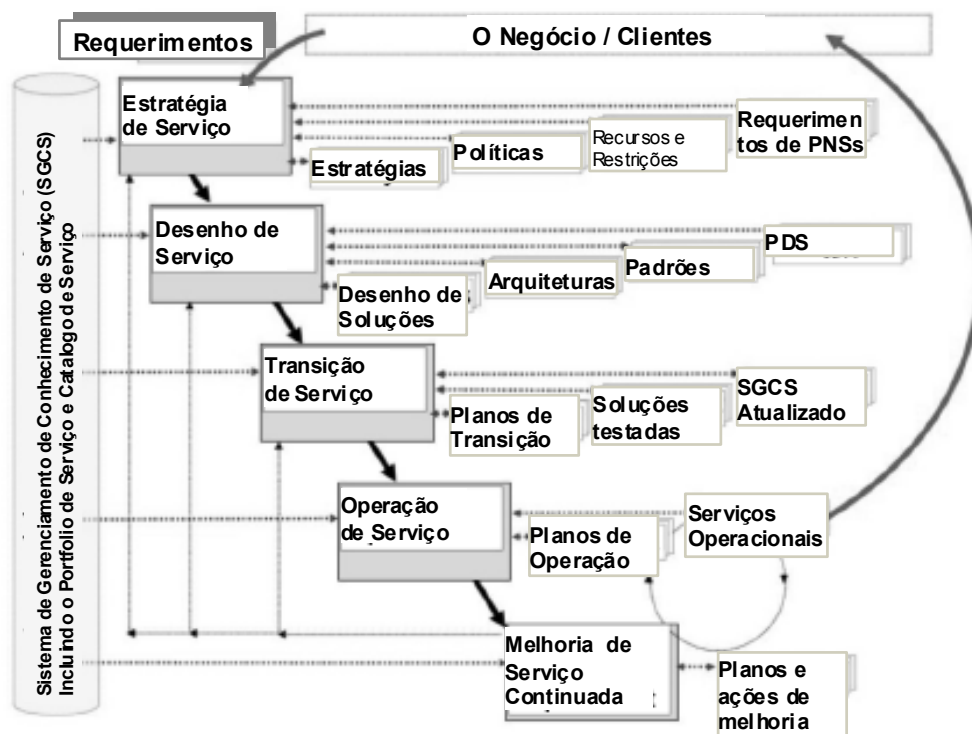 Requerimentos
O Negócio / Clientes
Sistema de Gerenciamento de Conhecimento de Serviço (SGCS)
Incluindo o Portfolio de Serviço e Catalogo de Serviço
Estratégia
de Serviço
Estratégias
Políticas
Recursos e
Restrições
Requerimen
tos de PNSs
Desenho de
Serviço
Desenho de
Soluções
Arquiteturas
Padrões
PDS
Transição
de Serviço
Planos de
Transição
Soluções
testadas
SGCS
Atualizado
Operação
de Serviço
Planos de
Operação
Serviços
Operacionais
Melhoria de
Serviço
Continuada
Planos e
ações de
melhoria